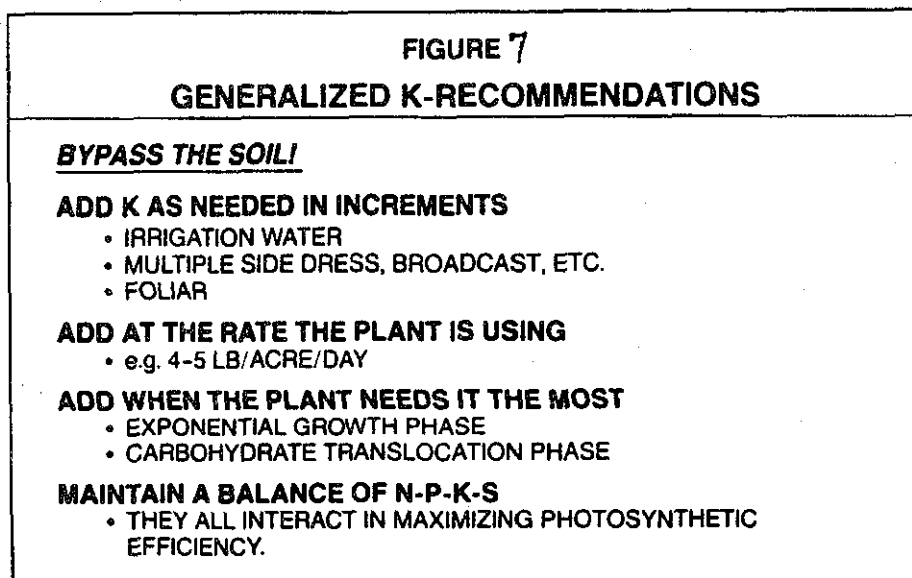 FIGURE 7
GENERALIZED K-RECOMMENDATIONS
BYPASS THE SOIL!
ADD K AS NEEDED IN INCREMENTS
• IRRIGATION WATER
• MULTIPLE SIDE DRESS, BROADCAST, ETC.
• FOLIAR
ADD AT THE RATE THE PLANT IS USING
• e.g. 4-5 LB/ACRE/DAY
ADD WHEN THE PLANT NEEDS IT THE MOST
• EXPONENTIAL GROWTH PHASE
• CARBOHYDRATE TRANSLOCATION PHASE
MAINTAIN A BALANCE OF N-P-K-S
• THEY ALL INTERACT IN MAXIMIZING PHOTOSYNTHETIC
EFFICIENCY.